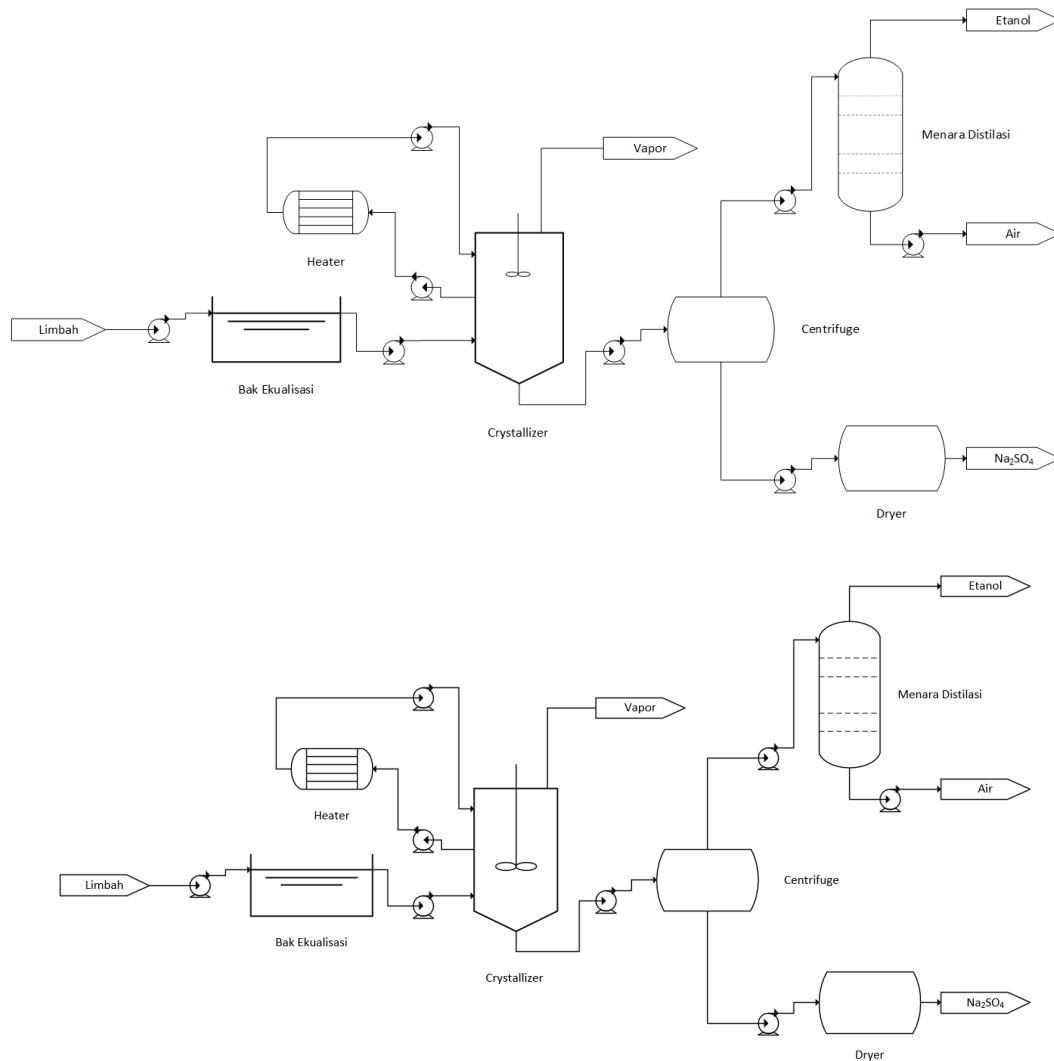 Etanol
Menara Distilasi
Vapor
Air
Heater
Limbah
Centrifuge
Bak Ekualisasi
Crystallizer
Na₂SO₄
Dryer
Etanol
Menara Distilasi
Vapor
Air
Heater
Centrifuge
Limbah
Bak Ekualisasi
Crystallizer
Na₂SO₄
Dryer